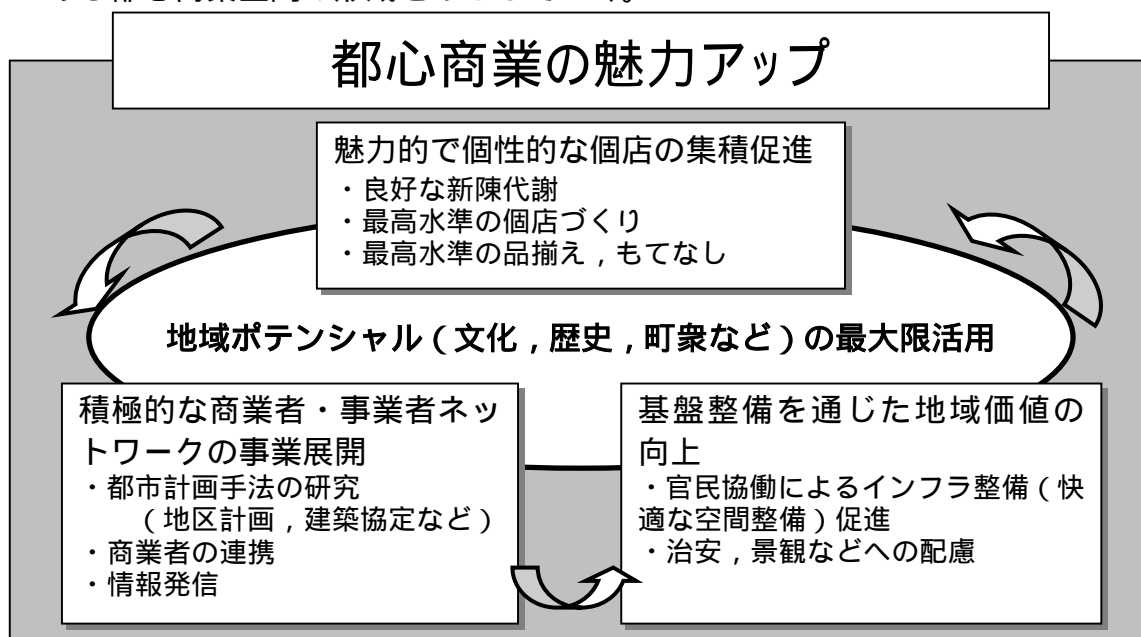 都心商業の魅力アップ
魅力的で個性的な個店の集積促進
・良好な新陳代謝
・最高水準の個店づくり
・最高水準の品揃え，もてなし
地域ポテンシャル（文化，歴史，町衆など）の最大限活用
積極的な商業者・事業者ネッ
トワークの事業展開
・都市計画手法の研究
（地区計画，建築協定など）
・商業者の連携
・情報発信
基盤整備を通じた地域価値の
向上
・官民協働によるインフラ整備（快
適な空間整備）促進
・治安，景観などへの配慮